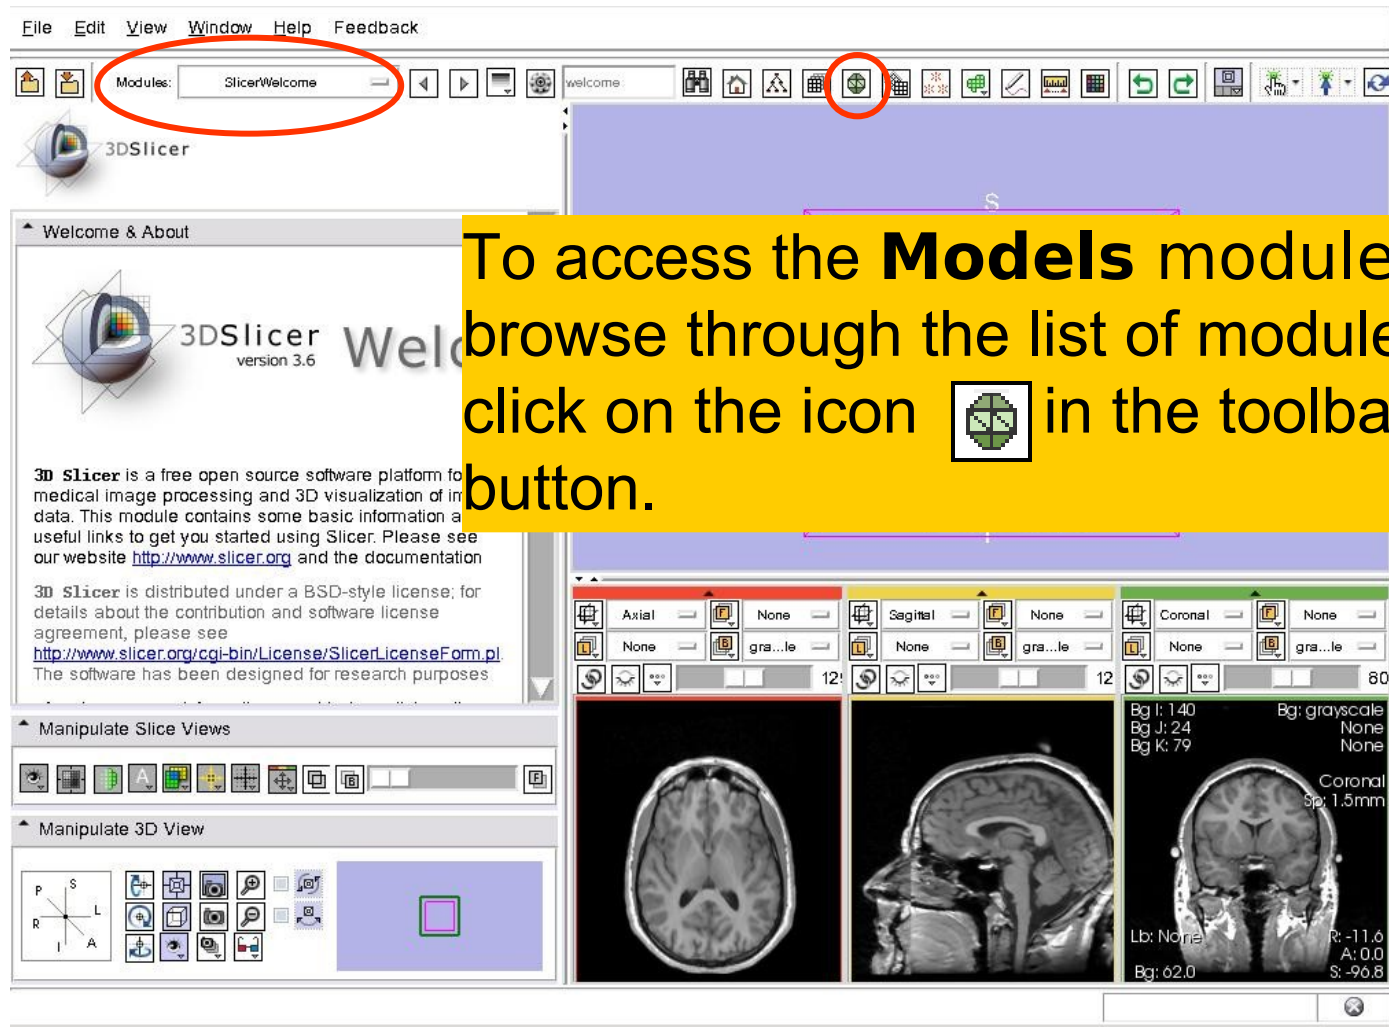 File Edit View Window Help Feedback
Modules: SlicerWelcome welcome
3DSlicer
Welcome & About
3DSlicer
version 3.6
Welc
3D Slicer is a free open source software platform fo
medical image processing and 3D visualization of im
data. This module contains some basic information a
useful links to get you started using Slicer. Please see
our website http://www.slicer.org and the documentation
3D Slicer is distributed under a BSD-style license; for
details about the contribution and software license
agreement, please see
http://www.slicer.org/cgi-bin/License/SlicerLicenseForm.pl.
The software has been designed for research purposes
Manipulate Slice Views
A B F
Manipulate 3D View
P S
R L
I A
S
To access the Models module
browse through the list of module
click on the icon in the toolba
button.
I
Axial F None
L None B gra...le
12
Sagittal F None
L None B gra...le
12
Coronal F None
L None B gra...le
80
Bg I: 140 Bg: grayscale
Bg J: 24 None
Bg K: 79 None
Coronal
Sp: 1.5mm
Lb: None R: -11.6
A: 0.0
Bg: 62.0 S: -96.8